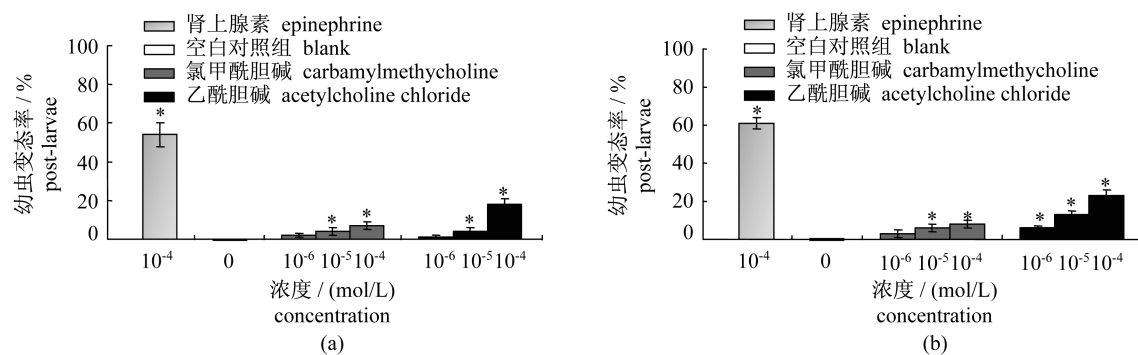 肾上腺素 epinephrine
空白对照组 blank
氯甲酰胆碱 carbamylmethycholine
乙酰胆碱 acetylcholine chloride
幼虫变态率 / %
post-larvae
100
80
60
40
20
0
*
* *
* *
10-4 0 10-6 10-5 10-4 10-6 10-5 10-4
浓度 / (mol/L)
concentration
(a)
肾上腺素 epinephrine
空白对照组 blank
氯甲酰胆碱 carbamylmethycholine
乙酰胆碱 acetylcholine chloride
幼虫变态率 / %
post-larvae
100
80
60
40
20
0
*
* *
* * *
10-4 0 10-6 10-5 10-4 10-6 10-5 10-4
浓度 / (mol/L)
concentration
(b)